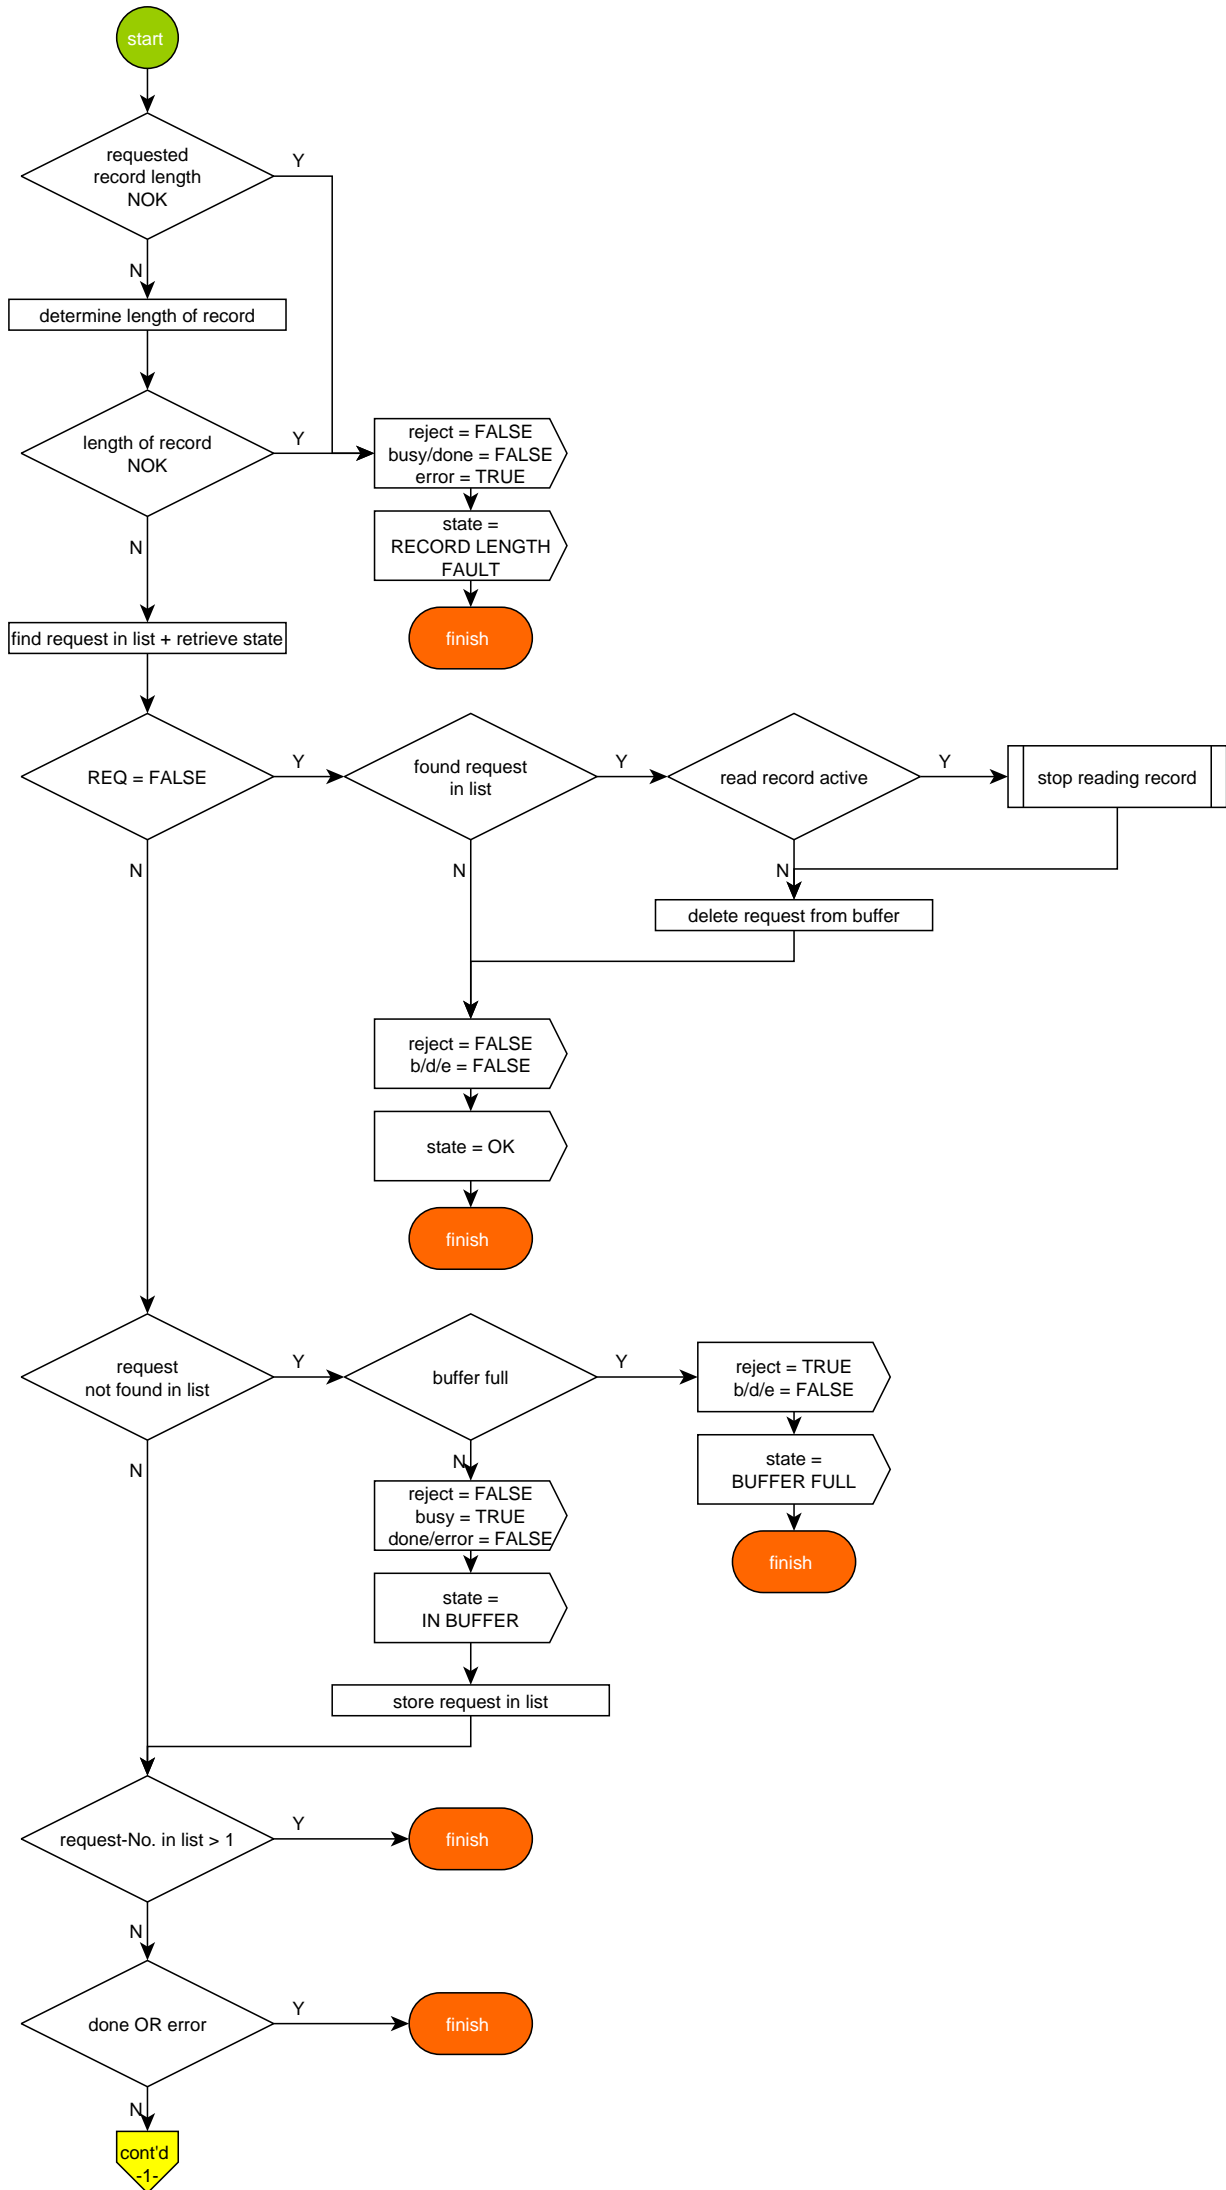 start
requested
record length
NOK
Y
N
determine length of record
length of record
NOK
Y
N
reject = FALSE
busy/done = FALSE
error = TRUE
state =
RECORD LENGTH
FAULT
finish
find request in list + retrieve state
REQ = FALSE
Y
N
found request
in list
Y
N
read record active
Y
N
stop reading record
delete request from buffer
reject = FALSE
b/d/e = FALSE
state = OK
finish
request
not found in list
Y
N
buffer full
Y
N
reject = TRUE
b/d/e = FALSE
state =
BUFFER FULL
finish
reject = FALSE
busy = TRUE
done/error = FALSE
state =
IN BUFFER
store request in list
request-No. in list > 1
Y
N
finish
done OR error
Y
N
finish
cont'd
-1-